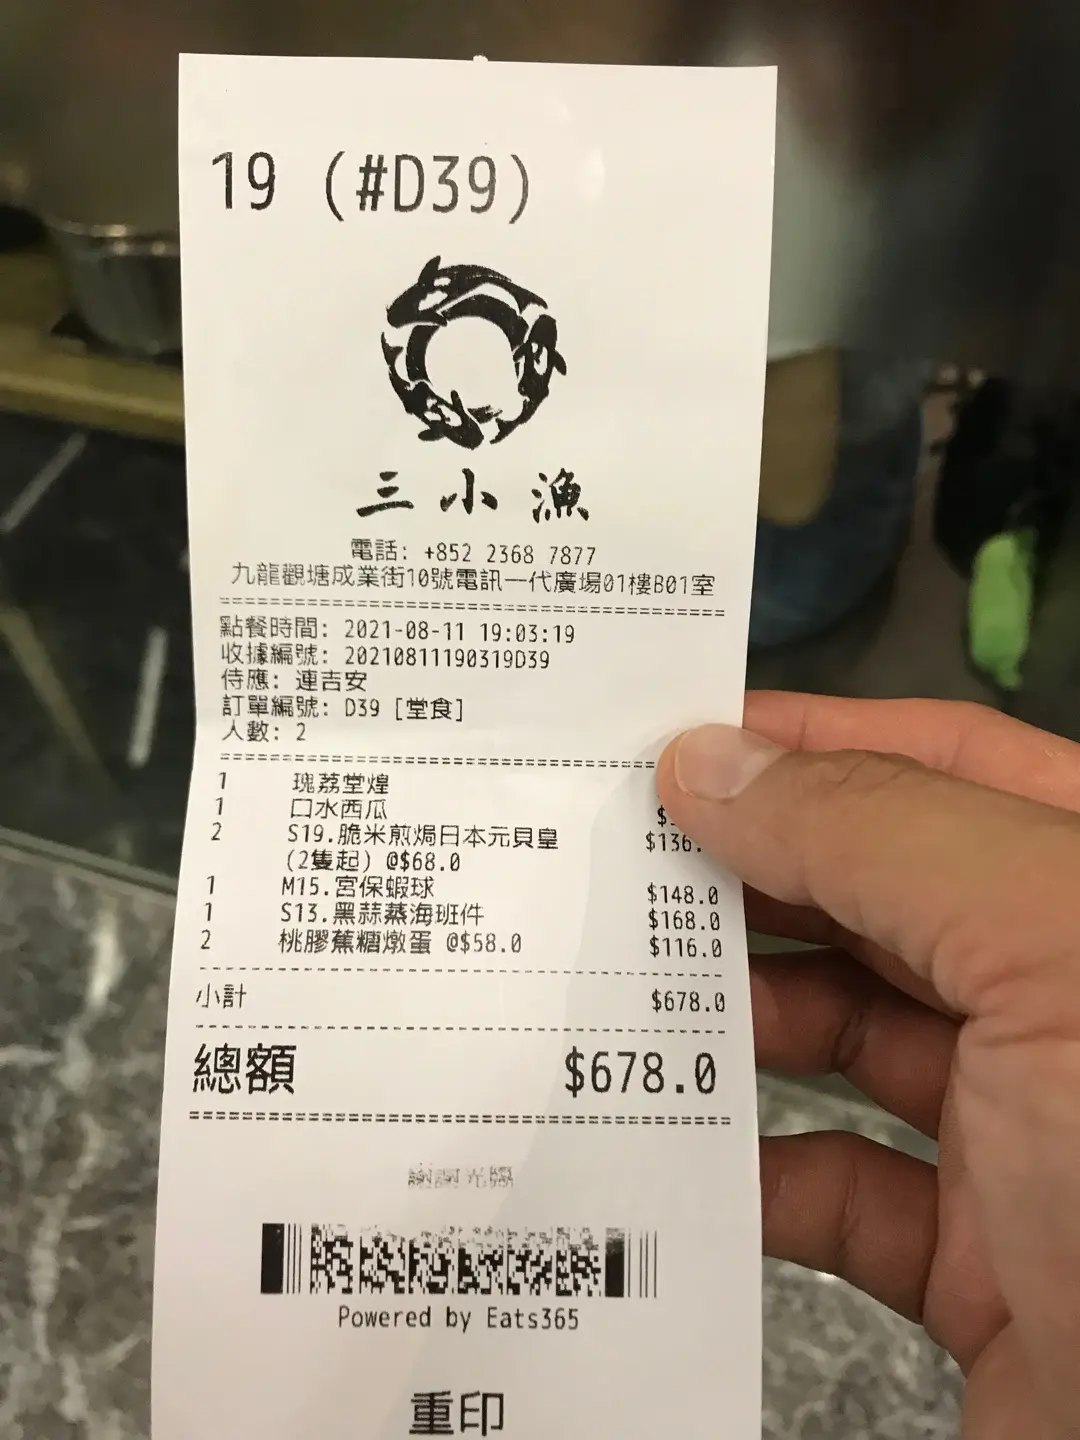 19 (#D39)
三小漁
電話: +852 2368 7877
九龍觀塘成業街10號電訊一代廣場01樓B01室
點餐時間: 2021-08-11 19:03:19
收據編號: 20210811190319D39
侍應: 連吉安
訂單編號: D39 [堂食]
人數: 2
1 瑰荔堂煌
1 口水西瓜
2 S19.脆米煎焗日本元貝皇 $136.
(2隻起) @$68.0
1 M15.宮保蝦球 $148.0
1 S13.黑蒜蒸海班件 $168.0
2 桃膠蕉糖燉蛋 @$58.0 $116.0
小計 $678.0
總額 $678.0
謝謝光臨
Powered by Eats365
重印